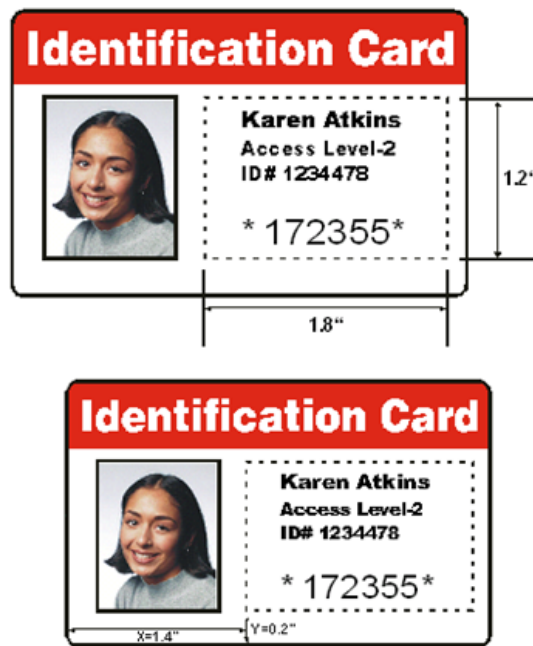 Identification Card
Karen Atkins
Access Level-2
ID# 1234478
* 172355*
1.2"
1.8“
Identification Card
Karen Atkins
Access Level-2
ID# 1234478
* 172355*
X=1.4"
Y=0.2"